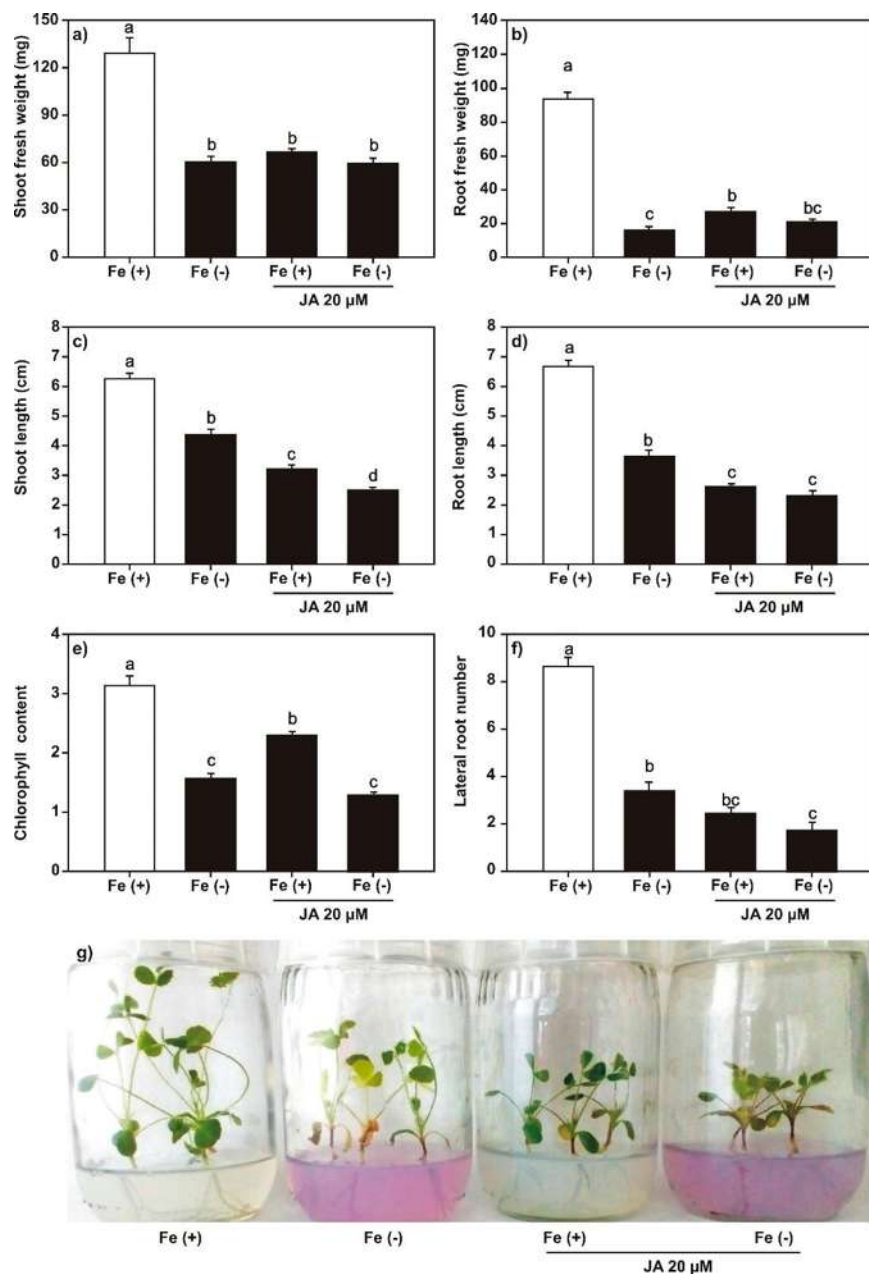 a)
Shoot fresh weight (mg)
150
120
90
60
30
0
a
b
b
b
Fe (+)
Fe (-)
Fe (+)
Fe (-)
JA 20 µM
b)
Root fresh weight (mg)
140
120
100
80
60
40
20
0
a
c
b
bc
Fe (+)
Fe (-)
Fe (+)
Fe (-)
JA 20 µM
c)
Shoot length (cm)
8
7
6
5
4
3
2
1
0
a
b
c
d
Fe (+)
Fe (-)
Fe (+)
Fe (-)
JA 20 µM
d)
Root length (cm)
8
7
6
5
4
3
2
1
0
a
b
c
c
Fe (+)
Fe (-)
Fe (+)
Fe (-)
JA 20 µM
e)
Chlorophyll content
4
3
2
1
0
a
c
b
c
Fe (+)
Fe (-)
Fe (+)
Fe (-)
JA 20 µM
f)
Lateral root number
10
8
6
4
2
0
a
b
bc
c
Fe (+)
Fe (-)
Fe (+)
Fe (-)
JA 20 µM
g)
Fe (+)
Fe (-)
Fe (+)
Fe (-)
JA 20 µM